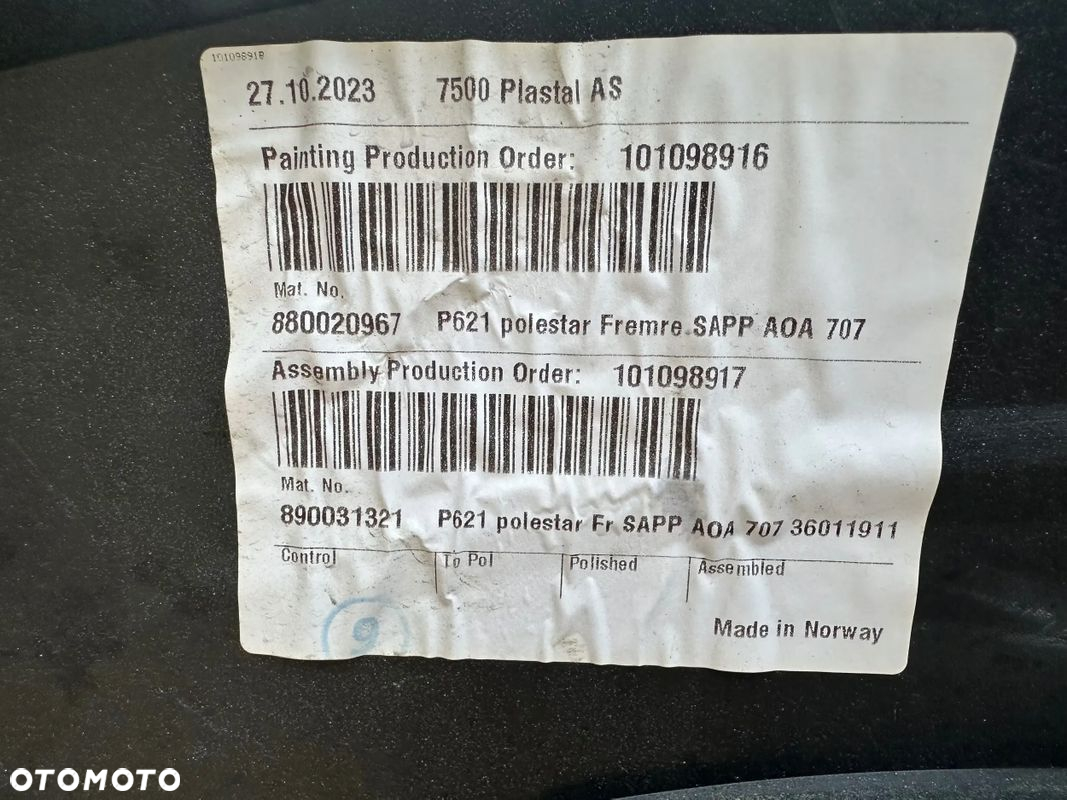 10109891P
27.10.2023 7500 Plastal AS
Painting Production Order: 101098916
Mat. No.
880020967 P621 polestar Fremre SAPP AOA 707
Assembly Production Order: 101098917
Mat. No.
890031321 P621 polestar Fr SAPP AOA 707 36011911
Control To Pol Polished Assembled
9
Made in Norway
OTOMOTO